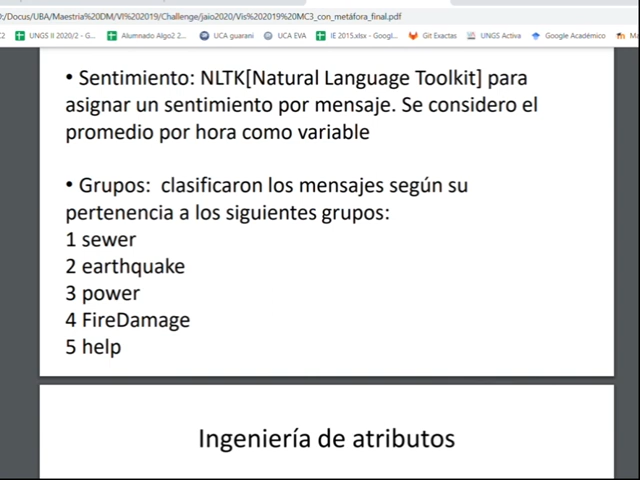 :/Docus/UBA/Maestria%20DM/VI%202019/Challenge/jaio2020/Vis%202019%20MC3_con_metáfora_final.pdf
UNGS II 2020/2 - G... Alumnado Algo2 2... UCA guarani UCA EVA IE 2015.xlsx - Googl... Git Exactas UNGS Activa Google Académico
• Sentimiento: NLTK[Natural Language Toolkit] para
asignar un sentimiento por mensaje. Se considero el
promedio por hora como variable
• Grupos: clasificaron los mensajes según su
pertenencia a los siguientes grupos:
1 sewer
2 earthquake
3 power
4 FireDamage
5 help
Ingeniería de atributos